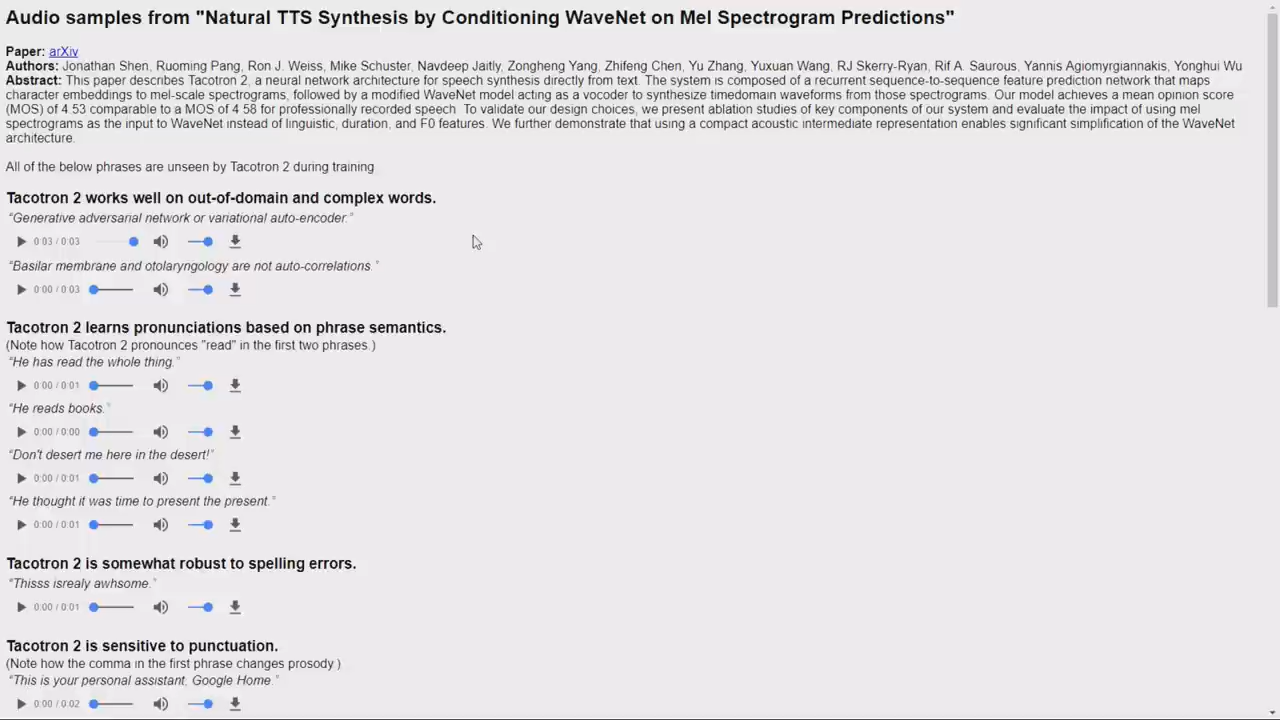 Audio samples from "Natural TTS Synthesis by Conditioning WaveNet on Mel Spectrogram Predictions"
Paper: arXiv
Authors: Jonathan Shen, Ruoming Pang, Ron J. Weiss, Mike Schuster, Navdeep Jaitly, Zongheng Yang, Zhifeng Chen, Yu Zhang, Yuxuan Wang, RJ Skerry-Ryan, Rif A. Saurous, Yannis Agiomyrgiannakis, Yonghui Wu
Abstract: This paper describes Tacotron 2, a neural network architecture for speech synthesis directly from text. The system is composed of a recurrent sequence-to-sequence feature prediction network that maps
character embeddings to mel-scale spectrograms, followed by a modified WaveNet model acting as a vocoder to synthesize timedomain waveforms from those spectrograms. Our model achieves a mean opinion score
(MOS) of 4.53 comparable to a MOS of 4.58 for professionally recorded speech. To validate our design choices, we present ablation studies of key components of our system and evaluate the impact of using mel
spectrograms as the input to WaveNet instead of linguistic, duration, and F0 features. We further demonstrate that using a compact acoustic intermediate representation enables significant simplification of the WaveNet
architecture.
All of the below phrases are unseen by Tacotron 2 during training.
Tacotron 2 works well on out-of-domain and complex words.
"Generative adversarial network or variational auto-encoder."
0:03 / 0:03
"Basilar membrane and otolaryngology are not auto-correlations."
0:00 / 0:03
Tacotron 2 learns pronunciations based on phrase semantics.
(Note how Tacotron 2 pronounces "read" in the first two phrases.)
"He has read the whole thing."
0:00 / 0:01
"He reads books."
0:00 / 0:00
"Don't desert me here in the desert!"
0:00 / 0:01
"He thought it was time to present the present."
0:00 / 0:01
Tacotron 2 is somewhat robust to spelling errors.
"Thisss isrealy awhsome."
0:00 / 0:01
Tacotron 2 is sensitive to punctuation.
(Note how the comma in the first phrase changes prosody.)
"This is your personal assistant, Google Home."
0:00 / 0:02